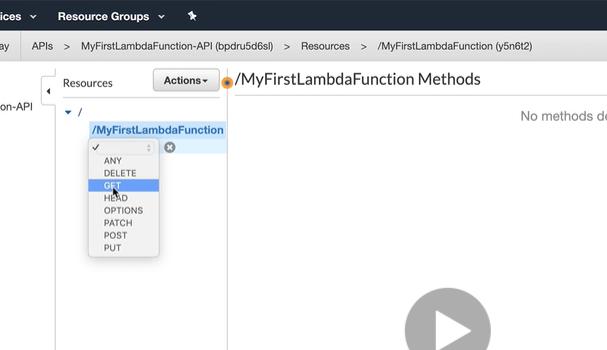 ices Resource Groups
ay APIs > MyFirstLambdaFunction-API (bpdru5d6sl) > Resources > /MyFirstLambdaFunction (y5n6t2)
Resources Actions /MyFirstLambdaFunction Methods
on-API
/ No methods de
/MyFirstLambdaFunction
ANY
DELETE
GET
HEAD
OPTIONS
PATCH
POST
PUT